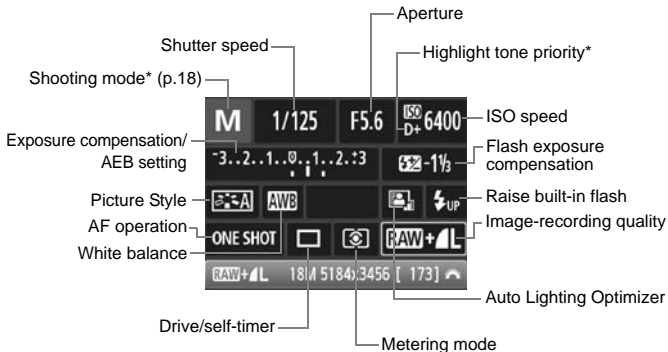 Aperture
Shutter speed
Highlight tone priority*
Shooting mode* (p.18)
M 1/125 F5.6 ISO D+ 6400
ISO speed
Exposure compensation/
AEB setting
-3..2..1..0..1..2.:3
-1⅓
Flash exposure
compensation
Picture Style
A AWB
UP
Raise built-in flash
AF operation
ONE SHOT RAW+L
Image-recording quality
White balance
RAW+L 18M 5184x3456 [ 173]
Auto Lighting Optimizer
Drive/self-timer
Metering mode